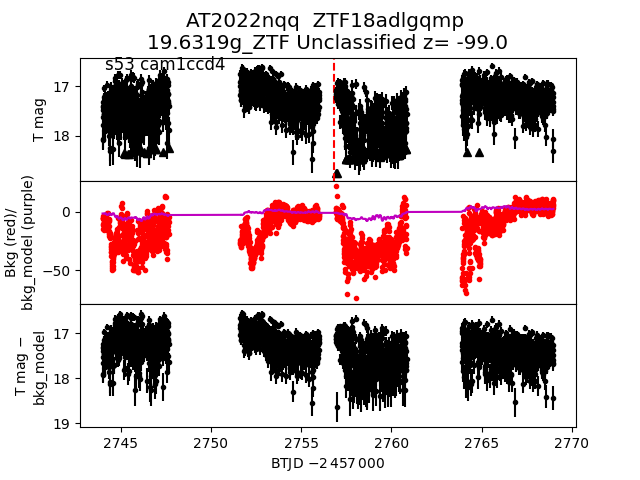 AT2022nqq  ZTF18adlgqmp
19.6319g_ZTF Unclassified z= -99.0
s53 cam1ccd4
T mag
17
18
Bkg (red)/
bkg_model (purple)
0
−50
T mag −
bkg_model
17
18
19
2745
2750
2755
2760
2765
2770
BTJD −2 457 000